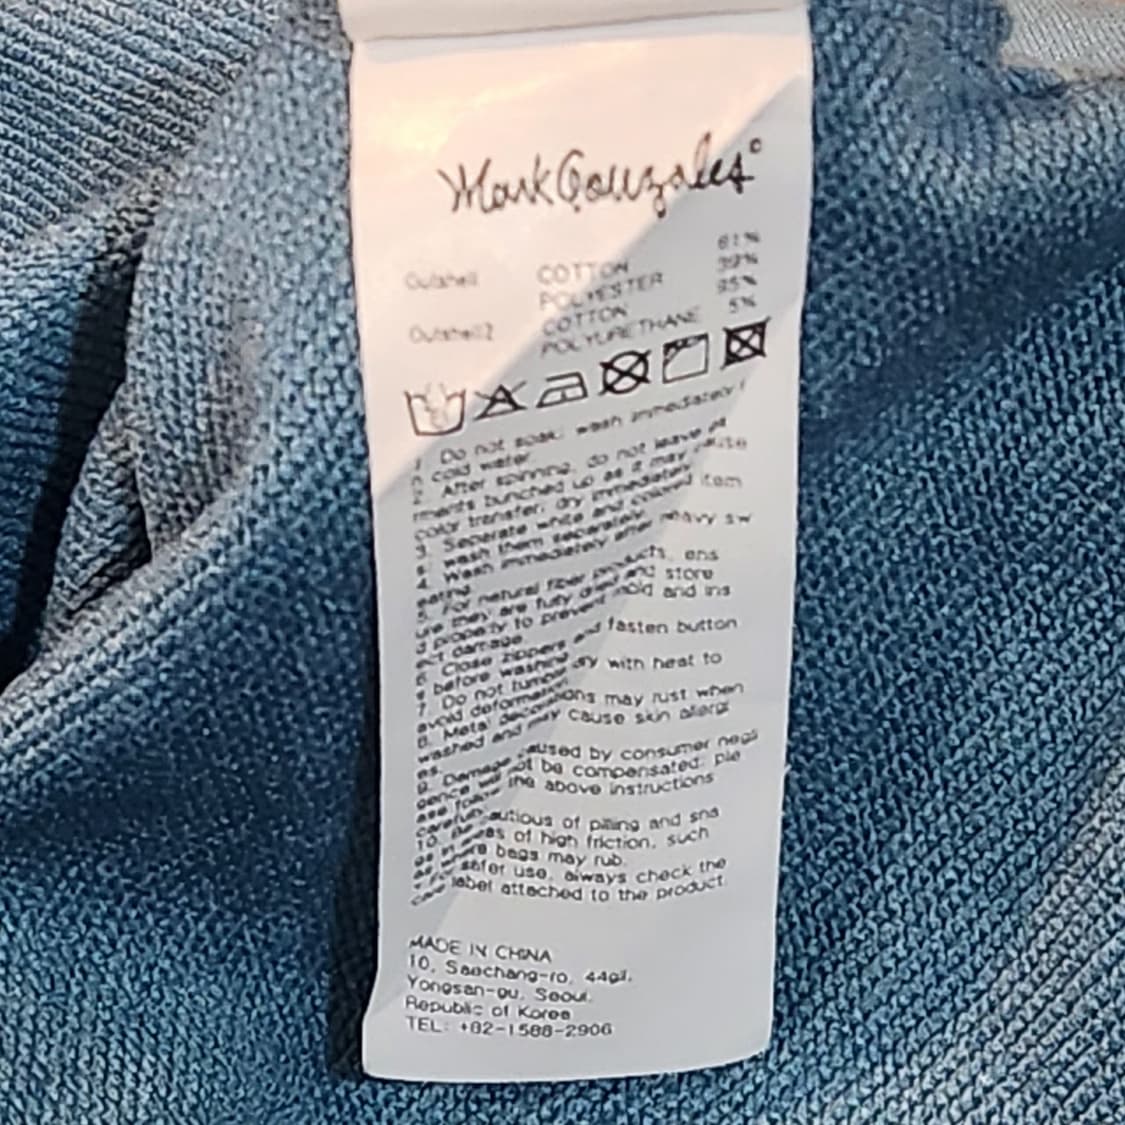 Mark Gonzales
Outshell COTTON 61%
POLYESTER 39%
Outshell2 COTTON 95%
POLYURETHANE 5%
1. Do not soak; wash immediately i
n cold water.
2. After spinning, do not leave ga
rments bunched up as it may cause
color transfer; dry immediately.
3. Separate white and colored item
s; wash them separately.
4. Wash immediately after heavy sw
eating.
5. For natural fiber products, ens
ure they are fully dried and store
d properly to prevent mold and ins
ect damage.
6. Close zippers and fasten button
s before washing.
7. Do not tumble dry with heat to
avoid deformation.
8. Metal decorations may rust when
washed and may cause skin allergi
es.
9. Damage caused by consumer negli
gence will not be compensated; ple
ase follow the above instructions
carefully.
10. Be cautious of pilling and sna
gs in areas of high friction, such
as where bags may rub.
For safer use, always check the
care label attached to the product.
MADE IN CHINA
10, Seochang-ro, 44gil,
Yongsan-gu, Seoul,
Republic of Korea
TEL: +82-1588-2906